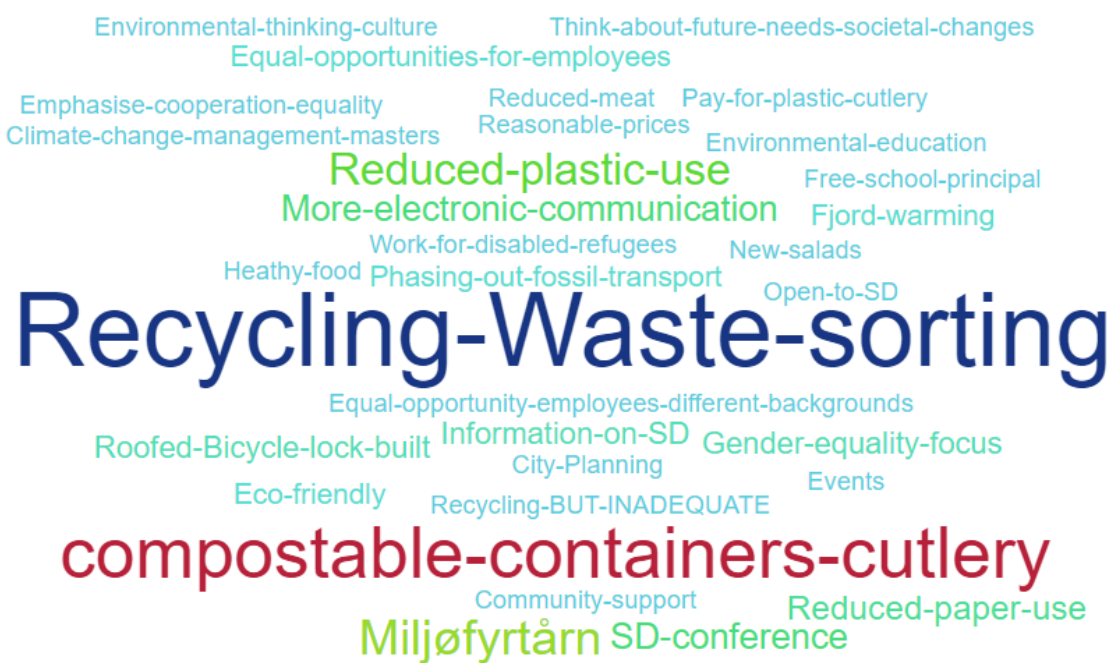 Environmental-thinking-culture Think-about-future-needs-societal-changes
Equal-opportunities-for-employees
Emphasise-cooperation-equality Reduced-meat Pay-for-plastic-cutlery
Climate-change-management-masters Reasonable-prices Environmental-education
Reduced-plastic-use Free-school-principal
More-electronic-communication Fjord-warming
Work-for-disabled-refugees New-salads
Heathy-food Phasing-out-fossil-transport Open-to-SD
Recycling-Waste-sorting
Equal-opportunity-employees-different-backgrounds
Roofed-Bicycle-lock-built Information-on-SD Gender-equality-focus
City-Planning
Eco-friendly Recycling-BUT-INADEQUATE Events
compostable-containers-cutlery
Community-support Reduced-paper-use
Miljøfyrtårn SD-conference